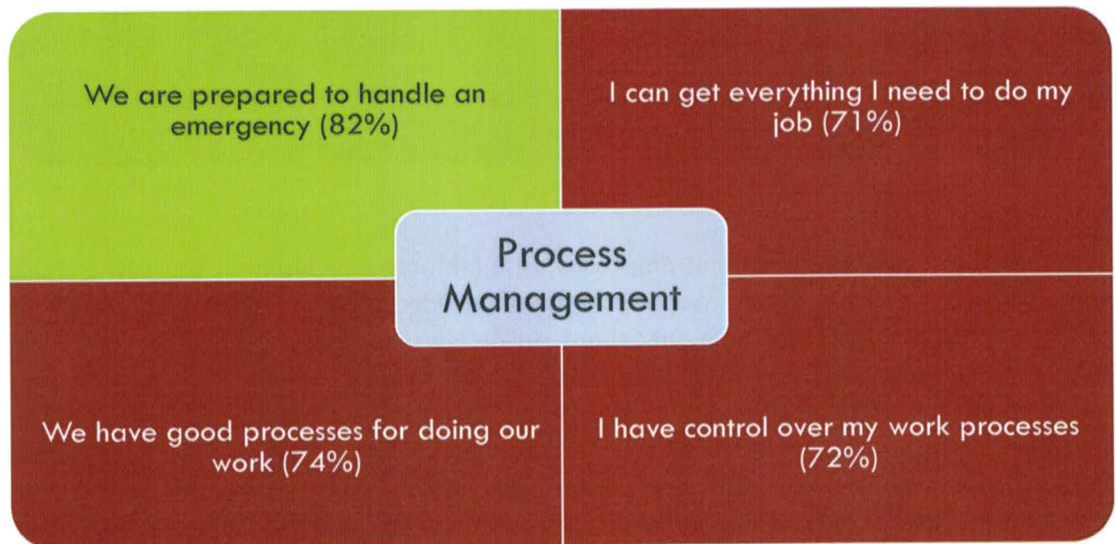 We are prepared to handle an
emergency (82%)
I can get everything I need to do my
job (71%)
Process
Management
We have good processes for doing our
work (74%)
I have control over my work processes
(72%)